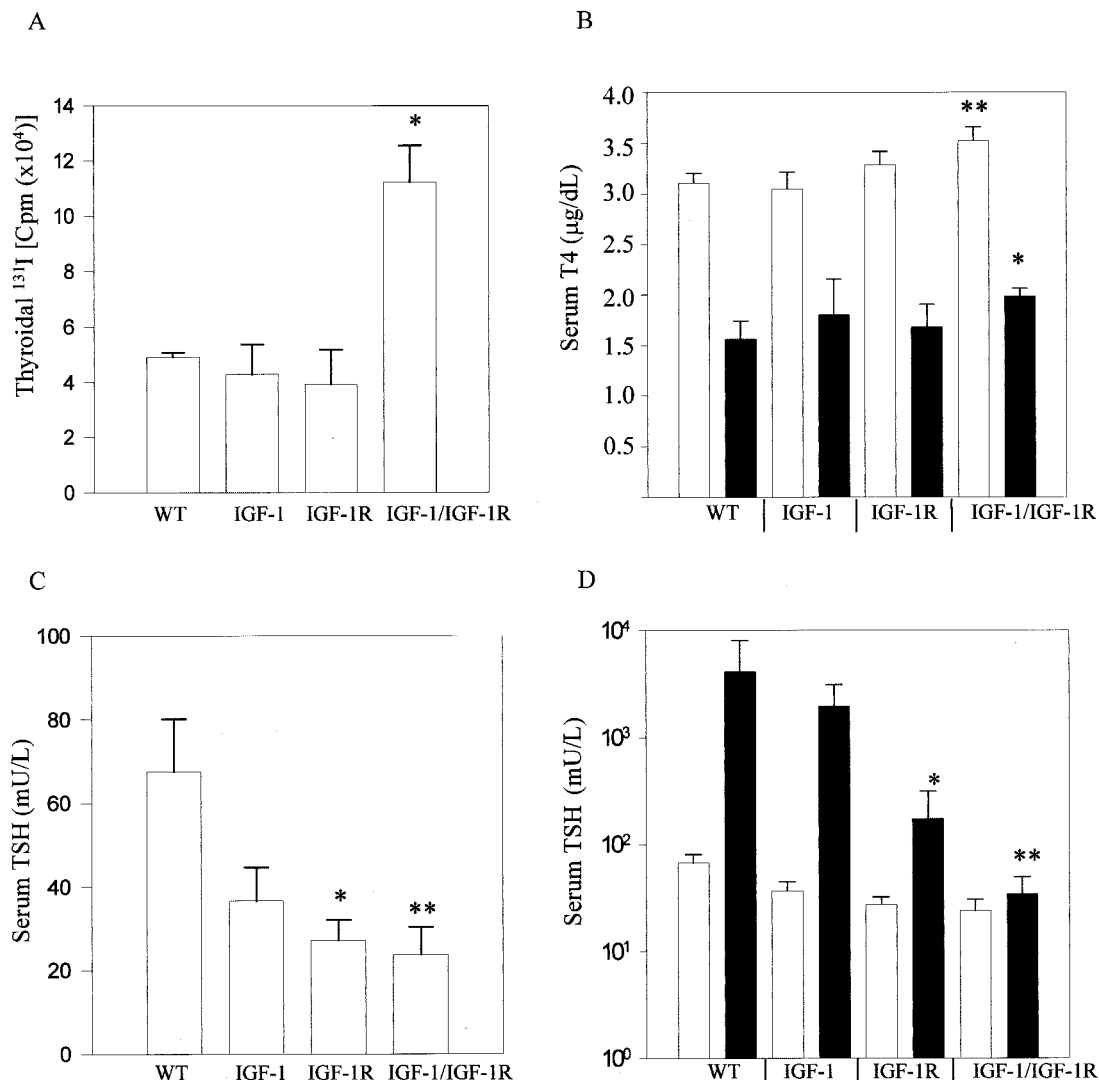 A
Thyroidal ¹³¹I [Cpm (x10⁴)]
14
12
10
8
6
4
2
0
*
WT IGF-1 IGF-1R IGF-1/IGF-1R
B
Serum T4 (µg/dL)
4.0
3.5
3.0
2.5
2.0
1.5
1.0
0.5
**
*
WT IGF-1 IGF-1R IGF-1/IGF-1R
C
Serum TSH (mU/L)
100
80
60
40
20
0
*
**
WT IGF-1 IGF-1R IGF-1/IGF-1R
D
Serum TSH (mU/L)
10⁴
10³
10²
10¹
10⁰
*
**
WT IGF-1 IGF-1R IGF-1/IGF-1R